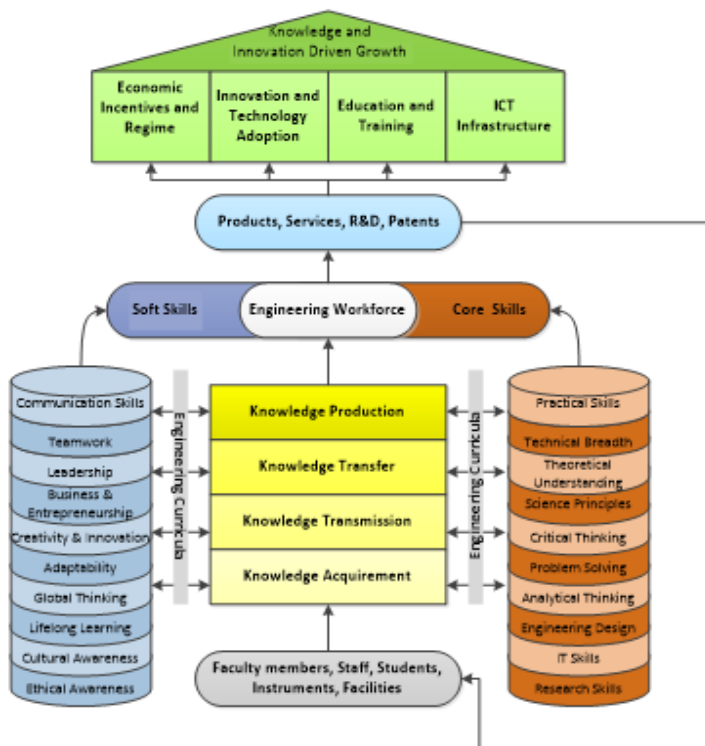 Knowledge and
Innovation Driven Growth
Economic
Incentives and
Regime
Innovation and
Technology
Adoption
Education and
Training
ICT
Infrastructure
Products, Services, R&D, Patents
Soft Skills
Engineering Workforce
Core Skills
Communication Skills
Teamwork
Leadership
Business &
Entrepreneurship
Creativity & Innovation
Adaptability
Global Thinking
Lifelong Learning
Cultural Awareness
Ethical Awareness
Engineering Curricula
Knowledge Production
Knowledge Transfer
Knowledge Transmission
Knowledge Acquirement
Engineering Curricula
Practical Skills
Technical Breadth
Theoretical
Understanding
Science Principles
Critical Thinking
Problem Solving
Analytical Thinking
Engineering Design
IT Skills
Research Skills
Faculty members, Staff, Students,
Instruments, Facilities